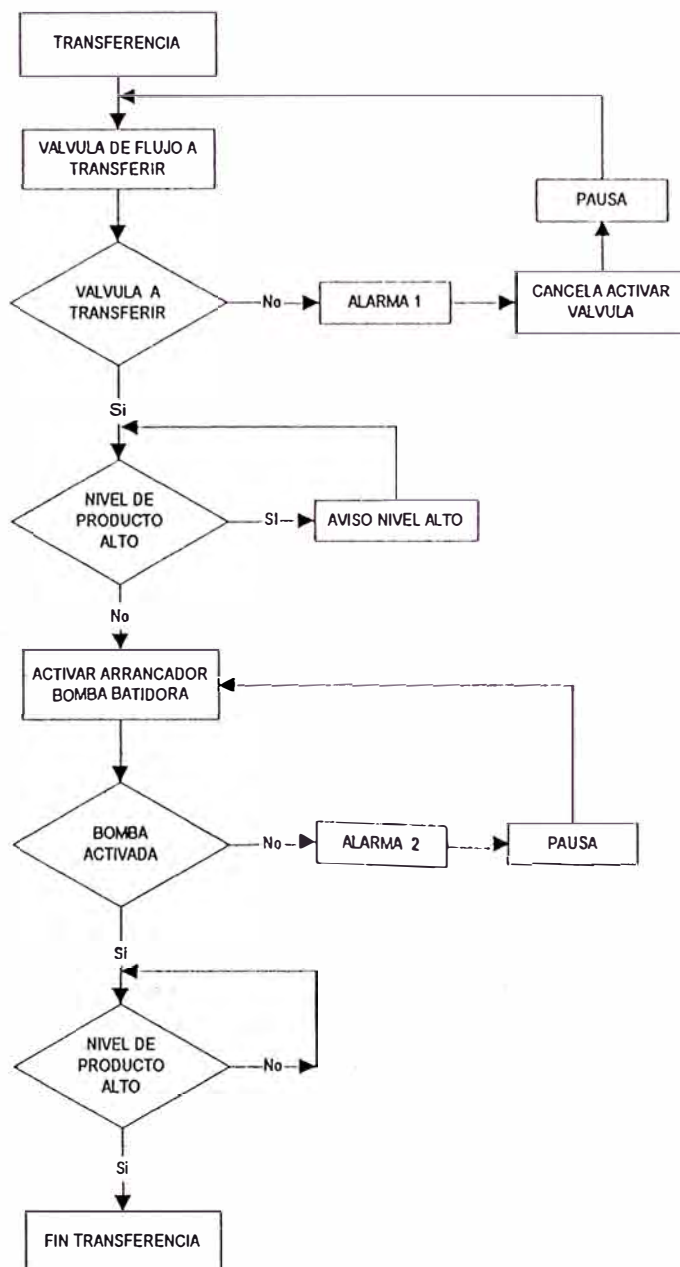 TRANSFERENCIA
VALVULA DE FLUJO A
TRANSFERIR
PAUSA
VALVULA A
TRANSFERIR
No
ALARMA 1
CANCELA ACTIVAR
VALVULA
Si
NIVEL DE
PRODUCTO
ALTO
SI
AVISO NIVEL ALTO
No
ACTIVAR ARRANCADOR
BOMBA BATIDORA
BOMBA
ACTIVADA
No
ALARMA 2
PAUSA
Si
NIVEL DE
PRODUCTO
ALTO
No
Si
FIN TRANSFERENCIA